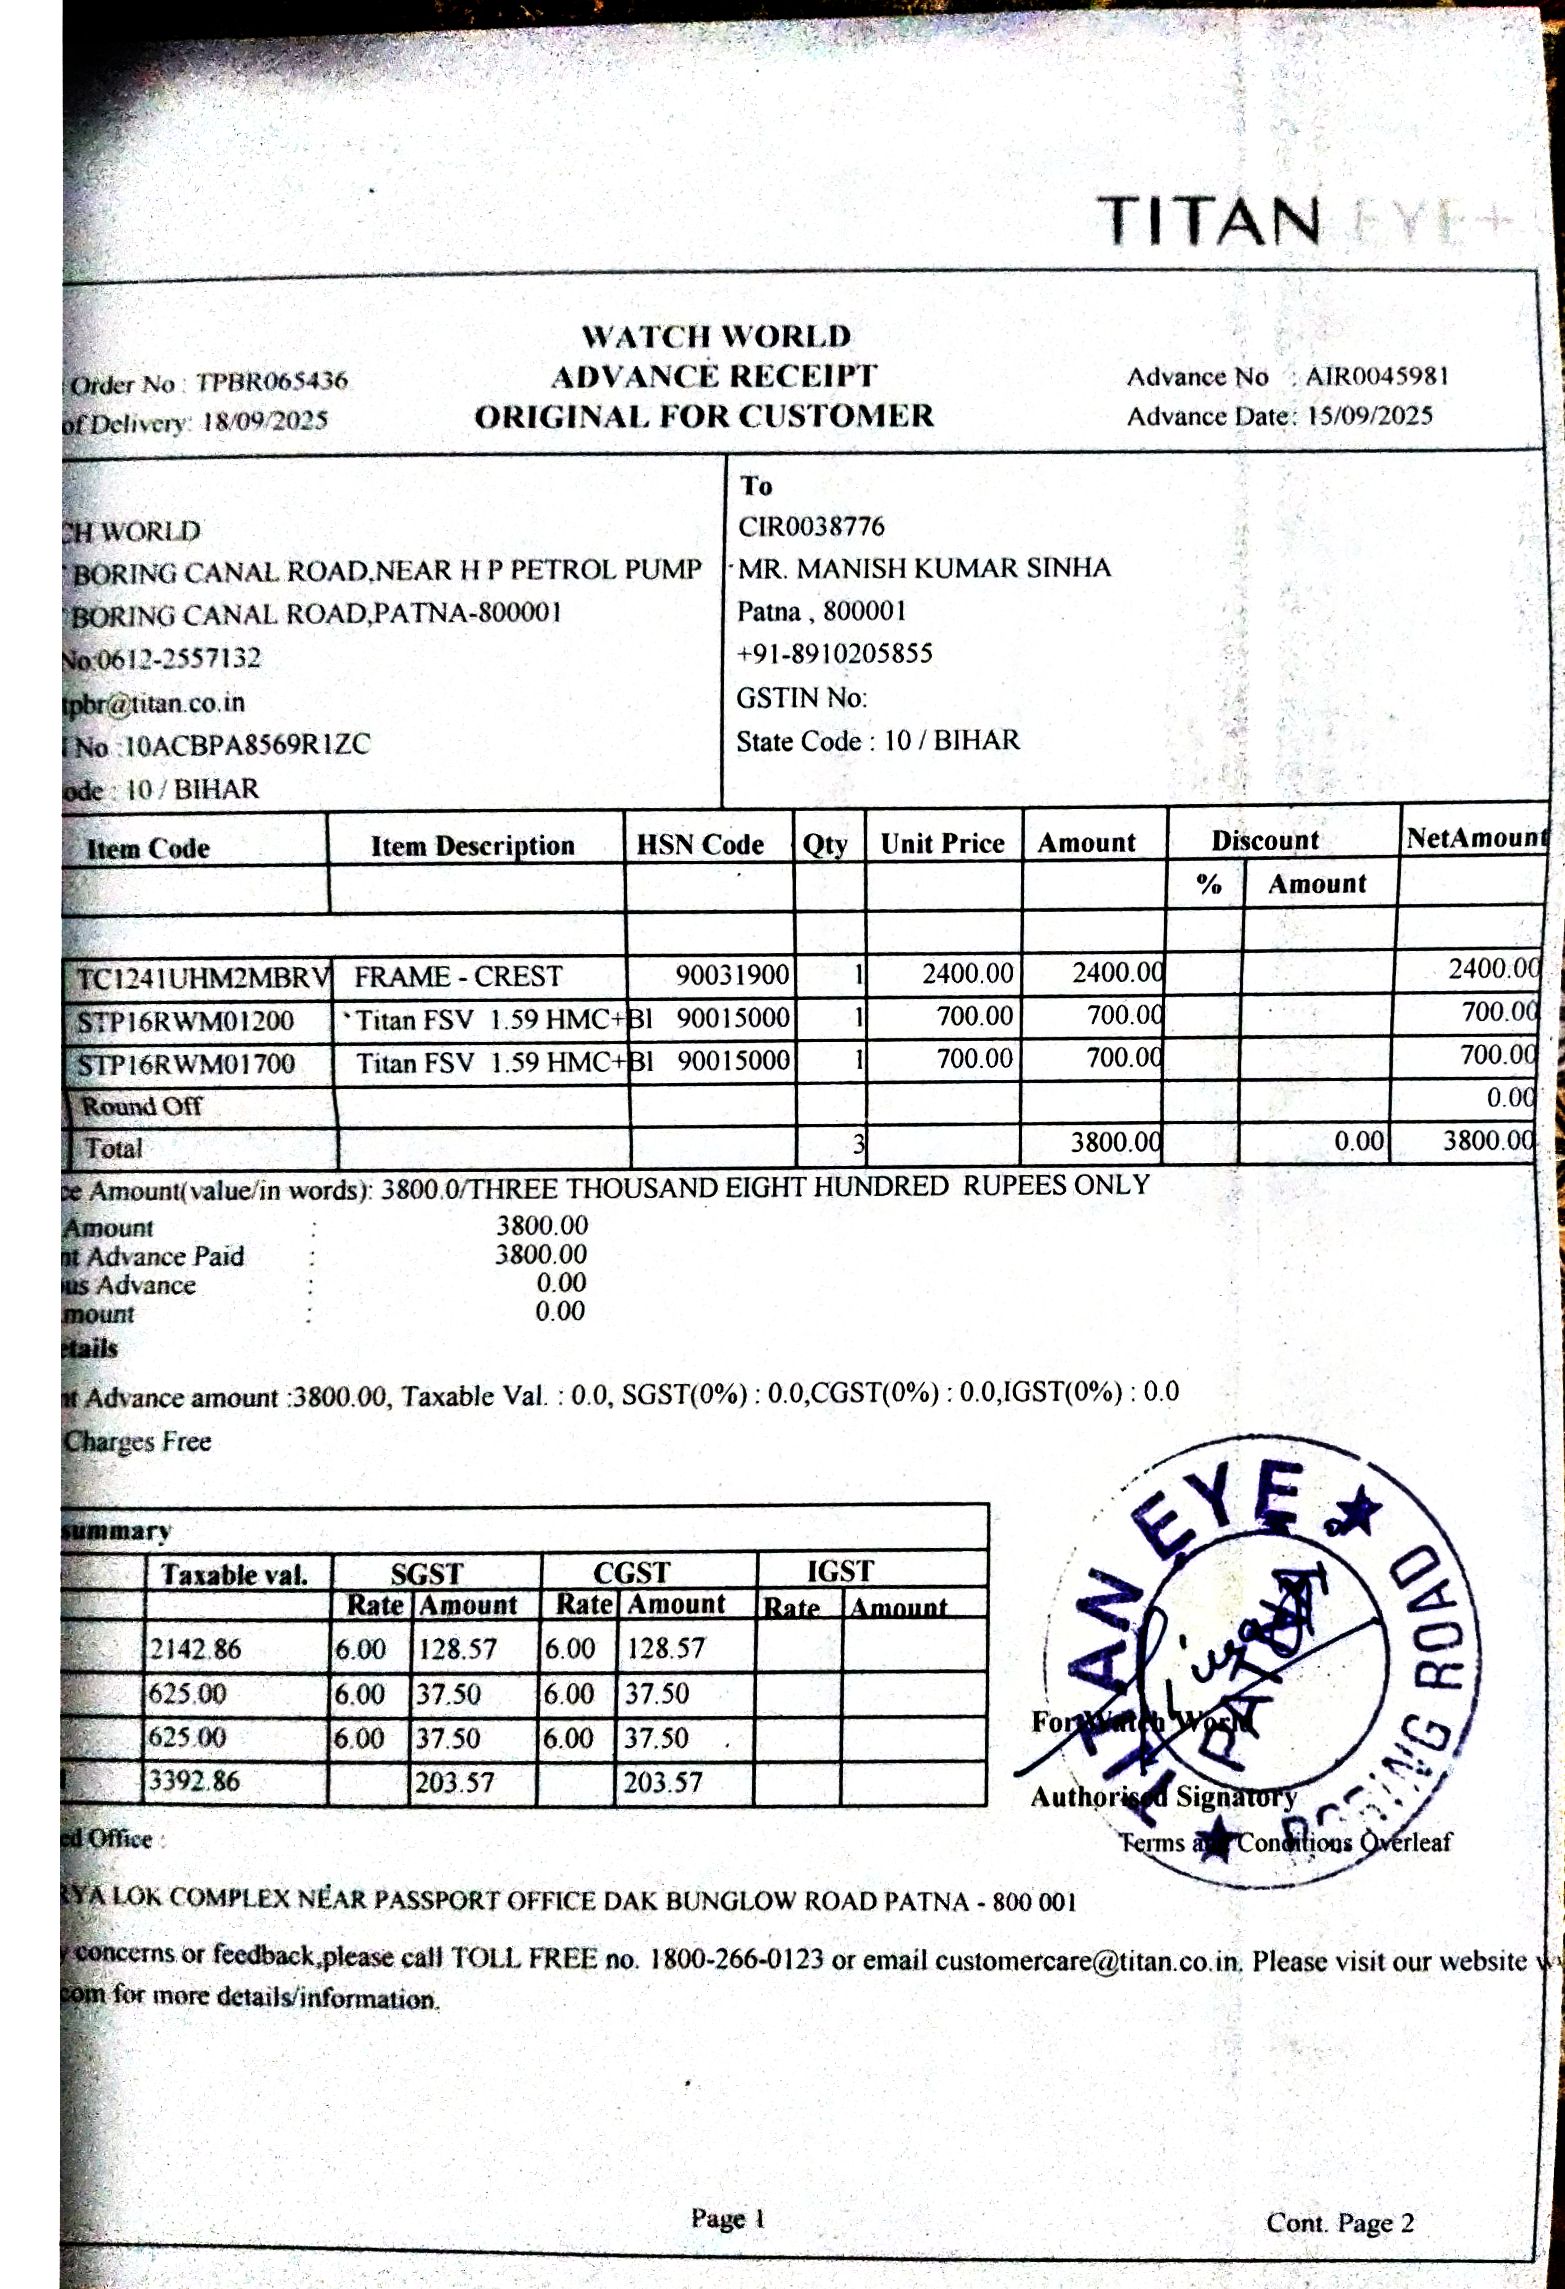 TITAN EYE+
WATCH WORLD
Order No : TPBR065436 ADVANCE RECEIPT Advance No : AIR0045981
of Delivery: 18/09/2025 ORIGINAL FOR CUSTOMER Advance Date: 15/09/2025
To
CH WORLD CIR0038776
BORING CANAL ROAD,NEAR H P PETROL PUMP MR. MANISH KUMAR SINHA
BORING CANAL ROAD,PATNA-800001 Patna , 800001
No:0612-2557132 +91-8910205855
tpbr@titan.co.in GSTIN No:
No :10ACBPA8569R1ZC State Code : 10 / BIHAR
ode : 10 / BIHAR
Item Code Item Description HSN Code Qty Unit Price Amount Discount NetAmount
% Amount
TC1241UHM2MBRV FRAME - CREST 90031900 1 2400.00 2400.00 2400.00
STP16RWM01200 Titan FSV 1.59 HMC+Bl 90015000 1 700.00 700.00 700.00
STP16RWM01700 Titan FSV 1.59 HMC+Bl 90015000 1 700.00 700.00 700.00
Round Off 0.00
Total 3 3800.00 0.00 3800.00
ce Amount(value/in words): 3800.0/THREE THOUSAND EIGHT HUNDRED RUPEES ONLY
Amount : 3800.00
nt Advance Paid : 3800.00
us Advance : 0.00
mount : 0.00
etails
nt Advance amount :3800.00, Taxable Val. : 0.0, SGST(0%) : 0.0,CGST(0%) : 0.0,IGST(0%) : 0.0
Charges Free
summary
Taxable val. SGST CGST IGST
Rate Amount Rate Amount Rate Amount
2142.86 6.00 128.57 6.00 128.57
625.00 6.00 37.50 6.00 37.50
625.00 6.00 37.50 6.00 37.50
3392.86 203.57 203.57
TITAN EYE ★ BORING ROAD ★
PATNA
For Watch World
Authorised Signatory
Terms and Conditions Overleaf
ed Office :
RYA LOK COMPLEX NEAR PASSPORT OFFICE DAK BUNGLOW ROAD PATNA - 800 001
y concerns or feedback,please call TOLL FREE no. 1800-266-0123 or email customercare@titan.co.in. Please visit our website w
com for more details/information.
Page 1 Cont. Page 2